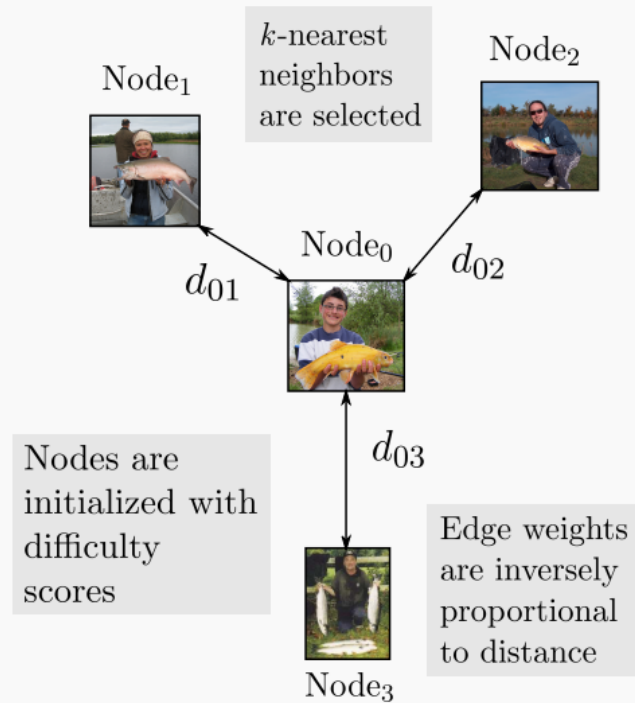 k-nearest
neighbors
are selected
Node₁
Node₂
Node₀
d₀₁
d₀₂
d₀₃
Nodes are
initialized with
difficulty
scores
Edge weights
are inversely
proportional
to distance
Node₃